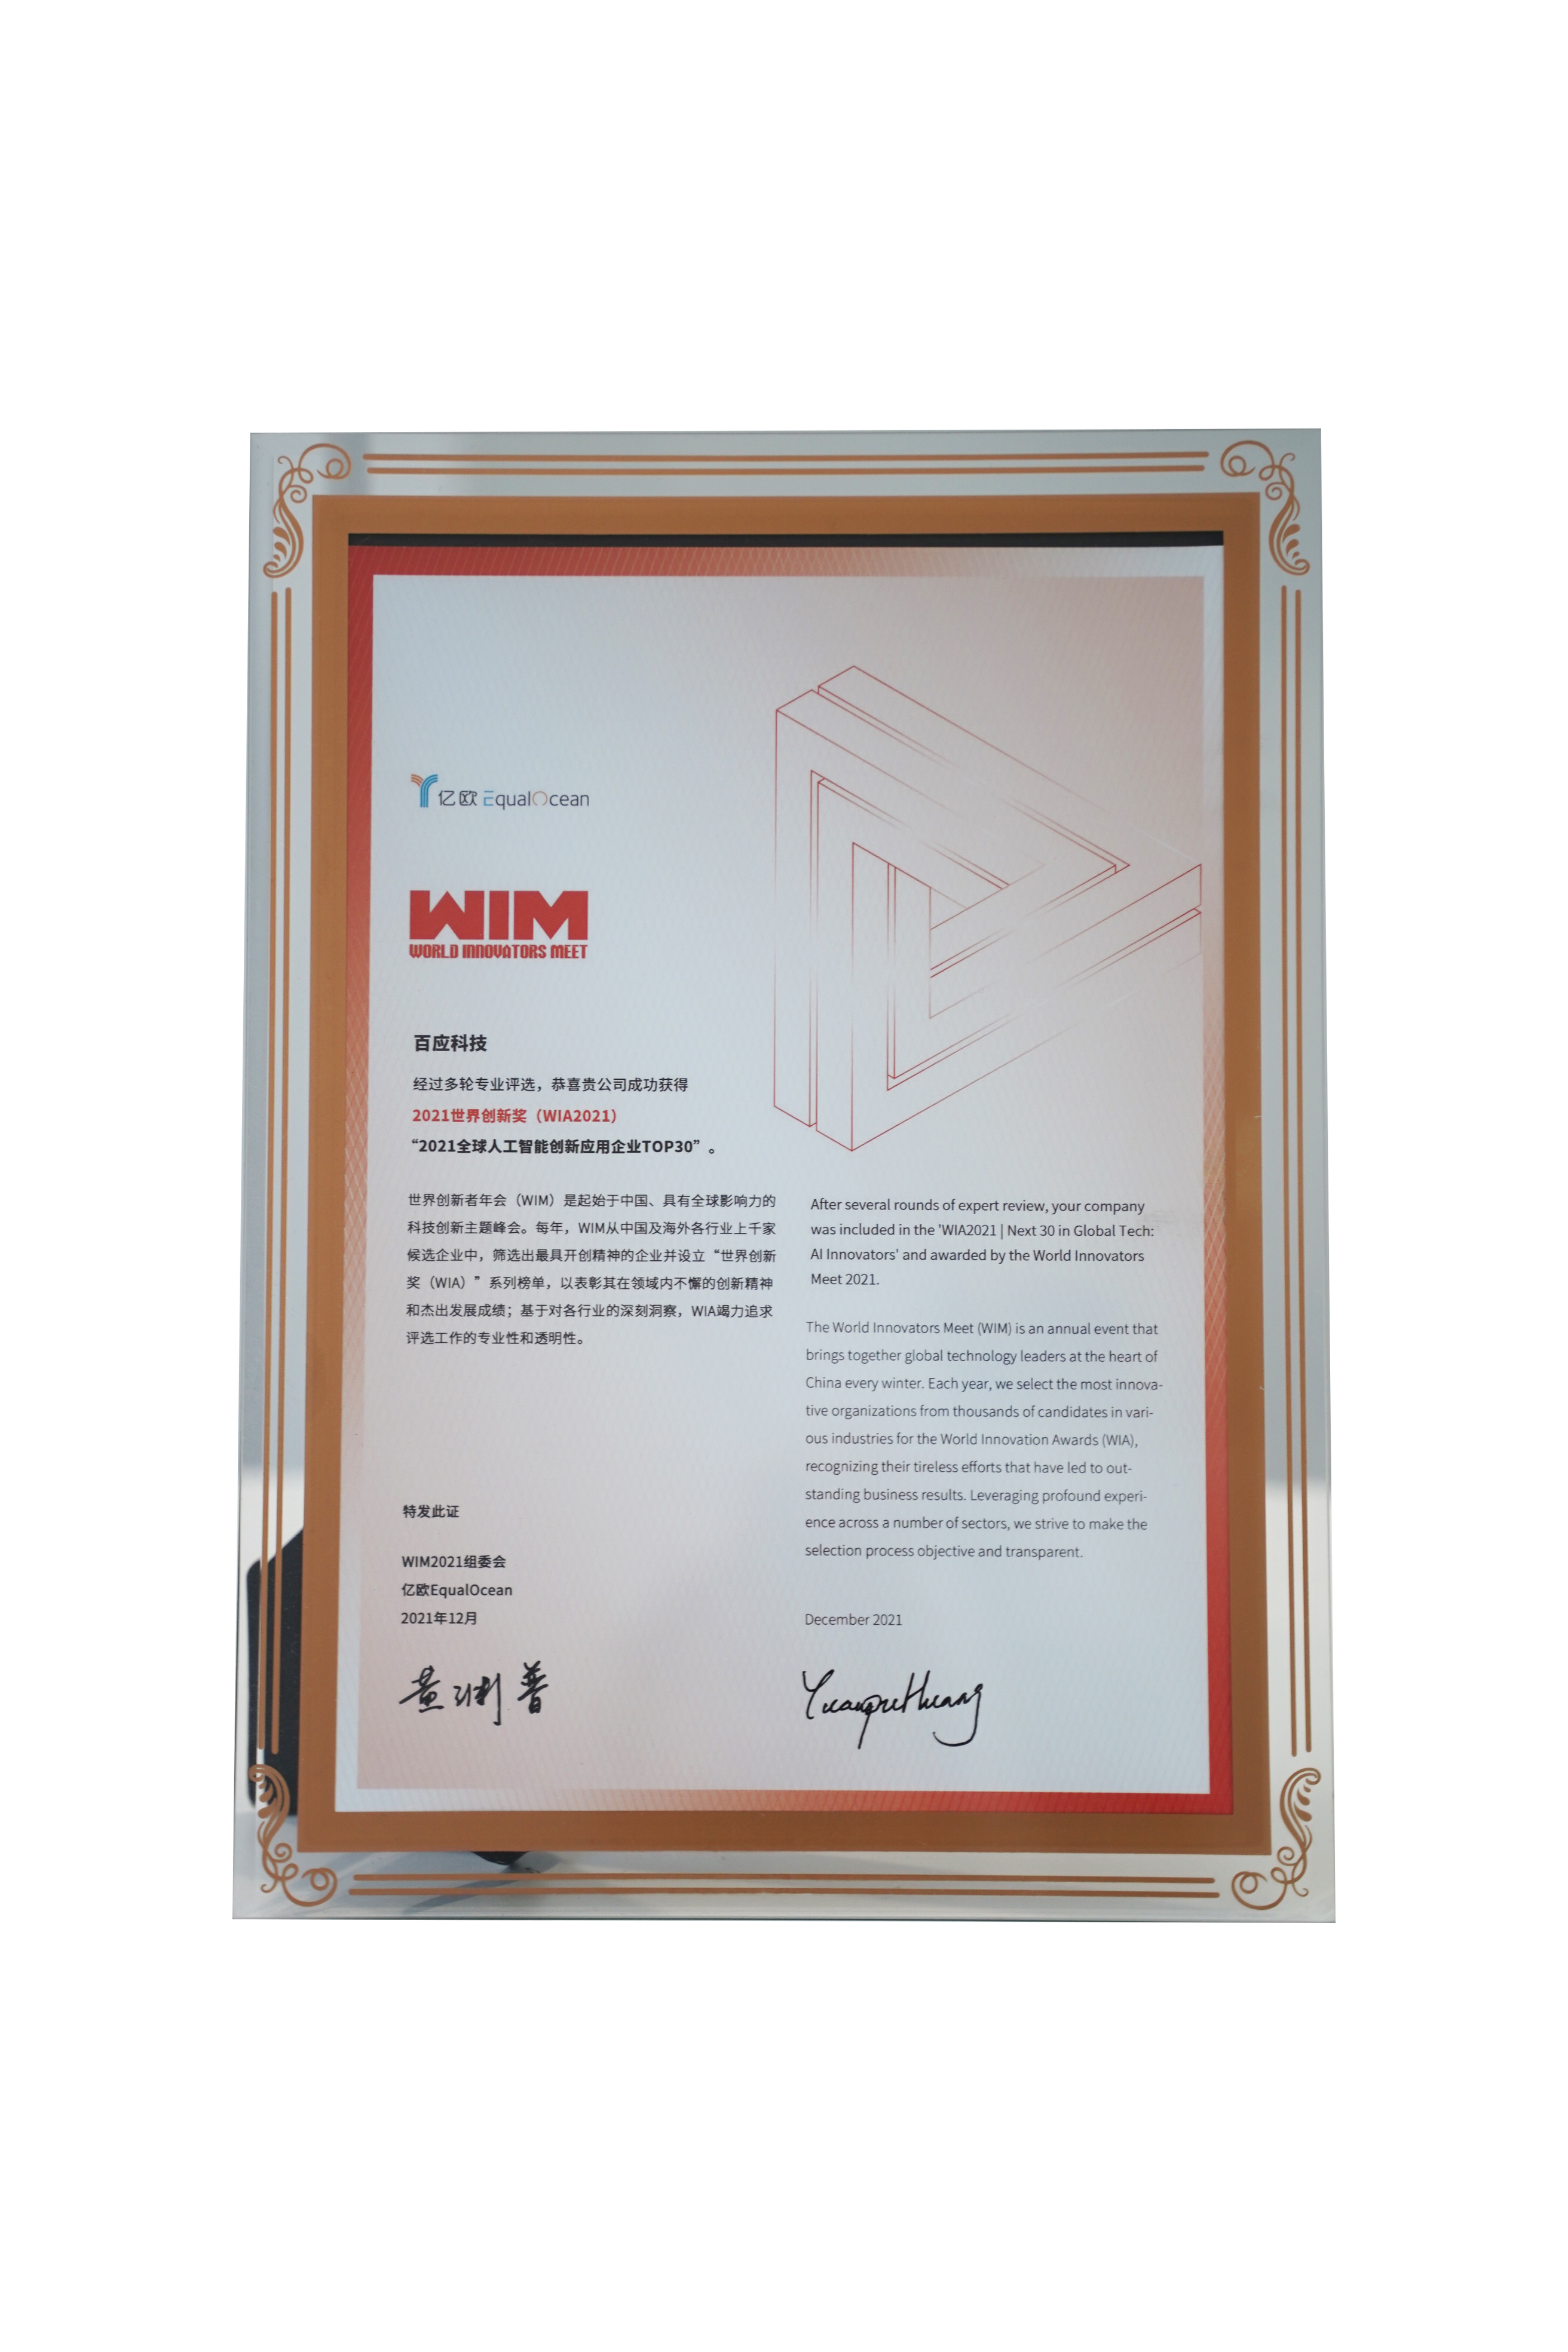 亿欧 EqualOcean
WIM
WORLD INNOVATORS MEET
百应科技
经过多轮专业评选，恭喜贵公司成功获得
2021世界创新奖（WIA2021）
“2021全球人工智能创新应用企业TOP30”。
世界创新者年会（WIM）是起始于中国、具有全球影响力的
科技创新主题峰会。每年，WIM从中国及海外各行业上千家
候选企业中，筛选出最具开创精神的企业并设立“世界创新
奖（WIA）”系列榜单，以表彰其在领域内不懈的创新精神
和杰出发展成绩；基于对各行业的深刻洞察，WIA竭力追求
评选工作的专业性和透明性。
特发此证
WIM2021组委会
亿欧EqualOcean
2021年12月
黄渊普
After several rounds of expert review, your company
was included in the 'WIA2021 | Next 30 in Global Tech:
AI Innovators' and awarded by the World Innovators
Meet 2021.
The World Innovators Meet (WIM) is an annual event that
brings together global technology leaders at the heart of
China every winter. Each year, we select the most innova-
tive organizations from thousands of candidates in vari-
ous industries for the World Innovation Awards (WIA),
recognizing their tireless efforts that have led to out-
standing business results. Leveraging profound experi-
ence across a number of sectors, we strive to make the
selection process objective and transparent.
December 2021
Yuanpu Huang